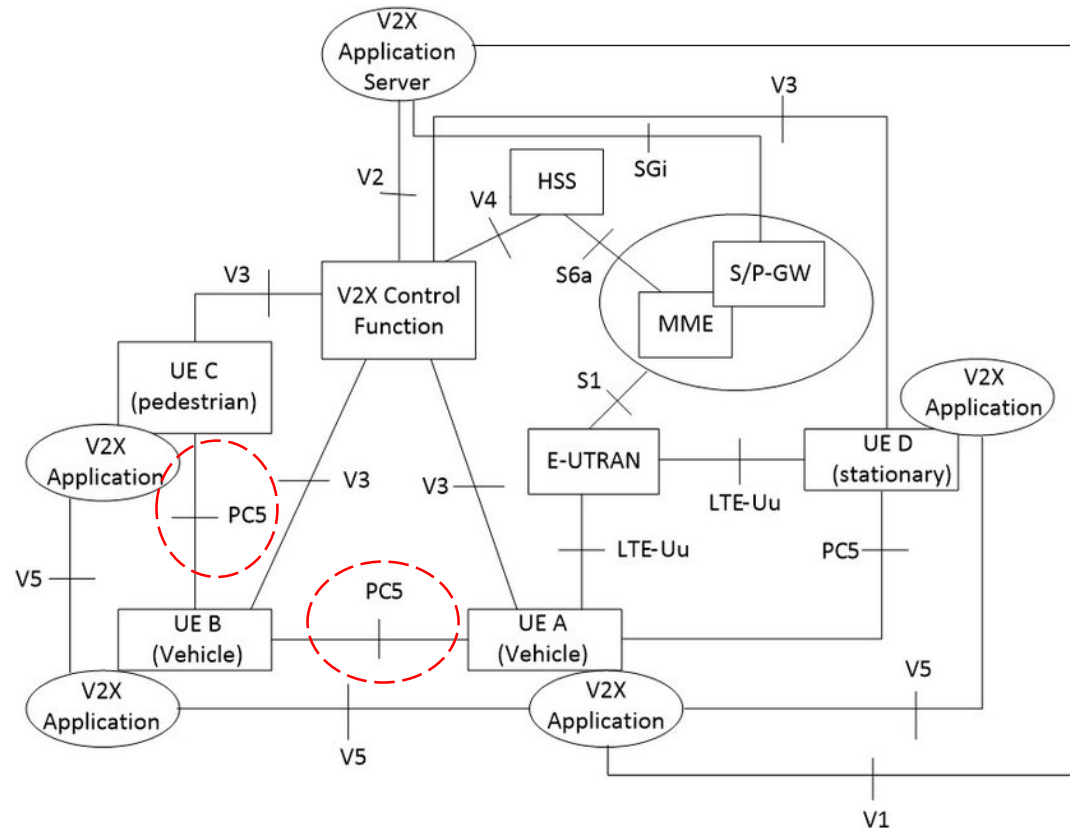 V2X
Application
Server
V3
SGi
V2
HSS
V4
S6a
S/P-GW
V3
V2X Control
Function
MME
UE C
(pedestrian)
S1
V2X
Application
V2X
Application
E-UTRAN
UE D
(stationary)
V3
V3
LTE-Uu
PC5
LTE-Uu
PC5
V5
PC5
UE B
(Vehicle)
UE A
(Vehicle)
V5
V2X
Application
V2X
Application
V5
V1